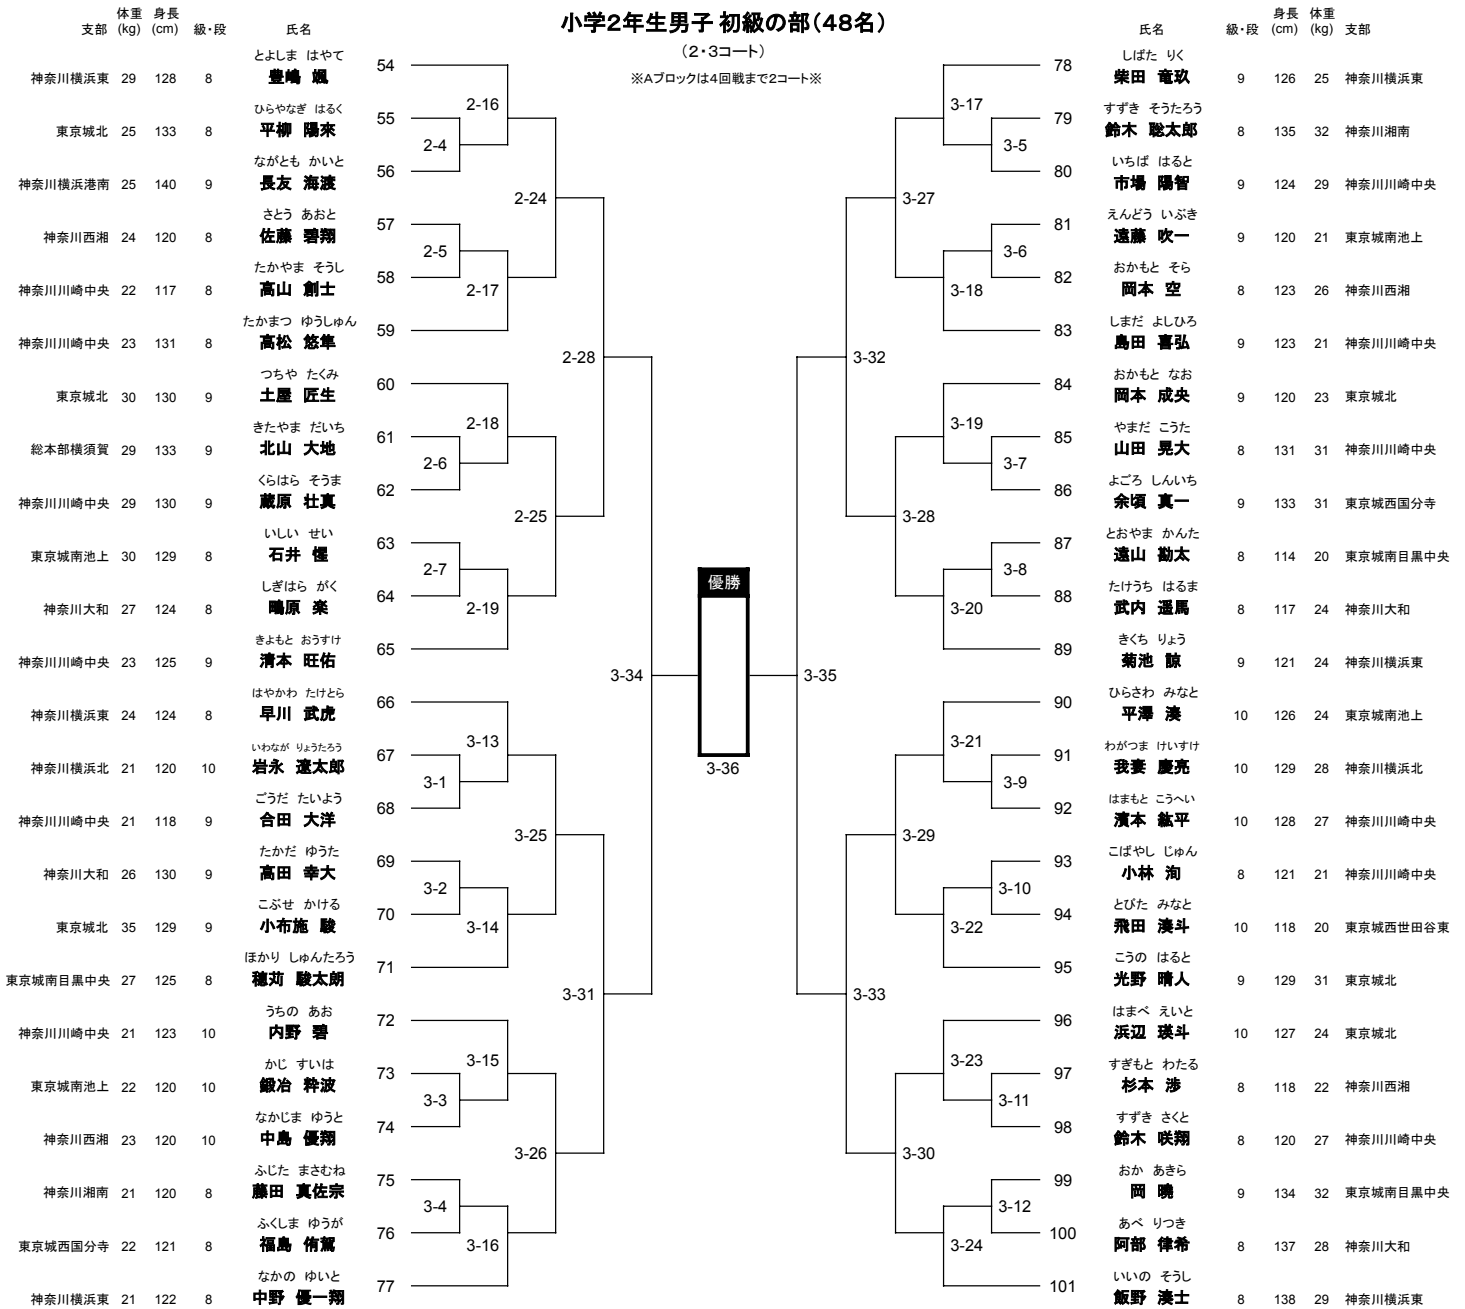 小学2年生男子 初級の部(48名)
(2・3コート)
※Aブロックは4回戦まで2コート※
支部 体重(kg) 身長(cm) 級・段 氏名
とよしま はやて
神奈川横浜東 29 128 8 豊嶋 颯 54
ひらやなぎ はるく
東京城北 25 133 8 平柳 陽來 55
ながとも かいと
神奈川横浜港南 25 140 9 長友 海渡 56
さとう あおと
神奈川西湘 24 120 8 佐藤 碧翔 57
たかやま そうし
神奈川川崎中央 22 117 8 高山 創士 58
たかまつ ゆうしゅん
神奈川川崎中央 23 131 8 高松 悠隼 59
つちや たくみ
東京城北 30 130 9 土屋 匠生 60
きたやま だいち
総本部横須賀 29 133 9 北山 大地 61
くらはら そうま
神奈川川崎中央 29 130 9 蔵原 壮真 62
いしい せい
東京城南池上 30 129 8 石井 惺 63
しぎはら がく
神奈川大和 27 124 8 鴫原 楽 64
きよもと おうすけ
神奈川川崎中央 23 125 9 清本 旺佑 65
はやかわ たけとら
神奈川横浜東 24 124 8 早川 武虎 66
いわなが りょうたろう
神奈川横浜北 21 120 10 岩永 遼太郎 67
ごうだ たいよう
神奈川川崎中央 21 118 9 合田 大洋 68
たかだ ゆうた
神奈川大和 26 130 9 高田 幸大 69
こぶせ かける
東京城北 35 129 9 小布施 駿 70
ほかり しゅんたろう
東京城南目黒中央 27 125 8 穂苅 駿太朗 71
うちの あお
神奈川川崎中央 21 123 10 内野 碧 72
かじ すいは
東京城南池上 22 120 10 鍛冶 粋波 73
なかじま ゆうと
神奈川西湘 23 120 10 中島 優翔 74
ふじた まさむね
神奈川湘南 21 120 8 藤田 真佐宗 75
ふくしま ゆうが
東京城西国分寺 22 121 8 福島 侑駕 76
なかの ゆいと
神奈川横浜東 21 122 8 中野 優一翔 77
2-16
2-4
2-24
2-5
2-17
2-28
2-18
2-6
2-25
2-7
2-19
3-34
3-13
3-1
3-25
3-2
3-14
3-31
3-15
3-3
3-26
3-4
3-16
優勝
3-36
3-17
3-5
3-27
3-6
3-18
3-32
3-19
3-7
3-28
3-8
3-20
3-35
3-21
3-9
3-29
3-10
3-22
3-33
3-23
3-11
3-30
3-12
3-24
氏名 級・段 身長(cm) 体重(kg) 支部
しばた りく
78 柴田 竜玖 9 126 25 神奈川横浜東
すずき そうたろう
79 鈴木 聡太郎 8 135 32 神奈川湘南
いちば はると
80 市場 陽智 9 124 29 神奈川川崎中央
えんどう いぶき
81 遠藤 吹一 9 120 21 東京城南池上
おかもと そら
82 岡本 空 8 123 26 神奈川西湘
しまだ よしひろ
83 島田 喜弘 9 123 21 神奈川川崎中央
おかもと なお
84 岡本 成央 9 120 23 東京城北
やまだ こうた
85 山田 晃大 8 131 31 神奈川川崎中央
よごろ しんいち
86 余頃 真一 9 133 31 東京城西国分寺
とおやま かんた
87 遠山 勘太 8 114 20 東京城南目黒中央
たけうち はるま
88 武内 遥馬 8 117 24 神奈川大和
きくち りょう
89 菊池 諒 9 121 24 神奈川横浜東
ひらさわ みなと
90 平澤 湊 10 126 24 東京城南池上
わがつま けいすけ
91 我妻 慶亮 10 129 28 神奈川横浜北
はまもと こうへい
92 濱本 紘平 10 128 27 神奈川川崎中央
こばやし じゅん
93 小林 洵 8 121 21 神奈川川崎中央
とびた みなと
94 飛田 湊斗 10 118 20 東京城西世田谷東
こうの はると
95 光野 晴人 9 129 31 東京城北
はまべ えいと
96 浜辺 瑛斗 10 127 24 東京城北
すぎもと わたる
97 杉本 渉 8 118 22 神奈川西湘
すずき さくと
98 鈴木 咲翔 8 120 27 神奈川川崎中央
おか あきら
99 岡 暁 9 134 32 東京城南目黒中央
あべ りつき
100 阿部 律希 8 137 28 神奈川大和
いいの そうし
101 飯野 湊士 8 138 29 神奈川横浜東